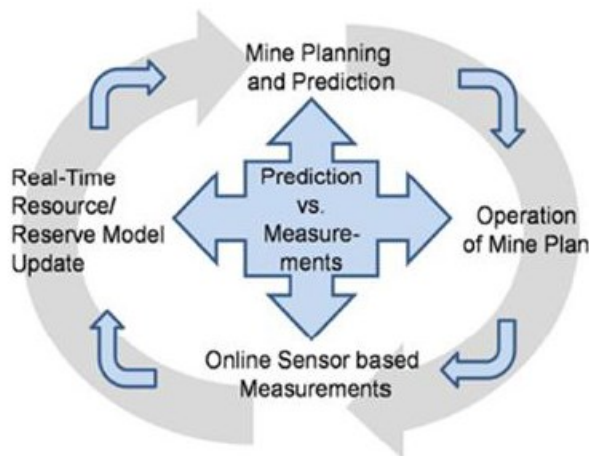 Mine Planning
and Prediction
Real-Time
Resource/
Reserve Model
Update
Prediction
vs.
Measure-
ments
Operation
of Mine Plan
Online Sensor based
Measurements